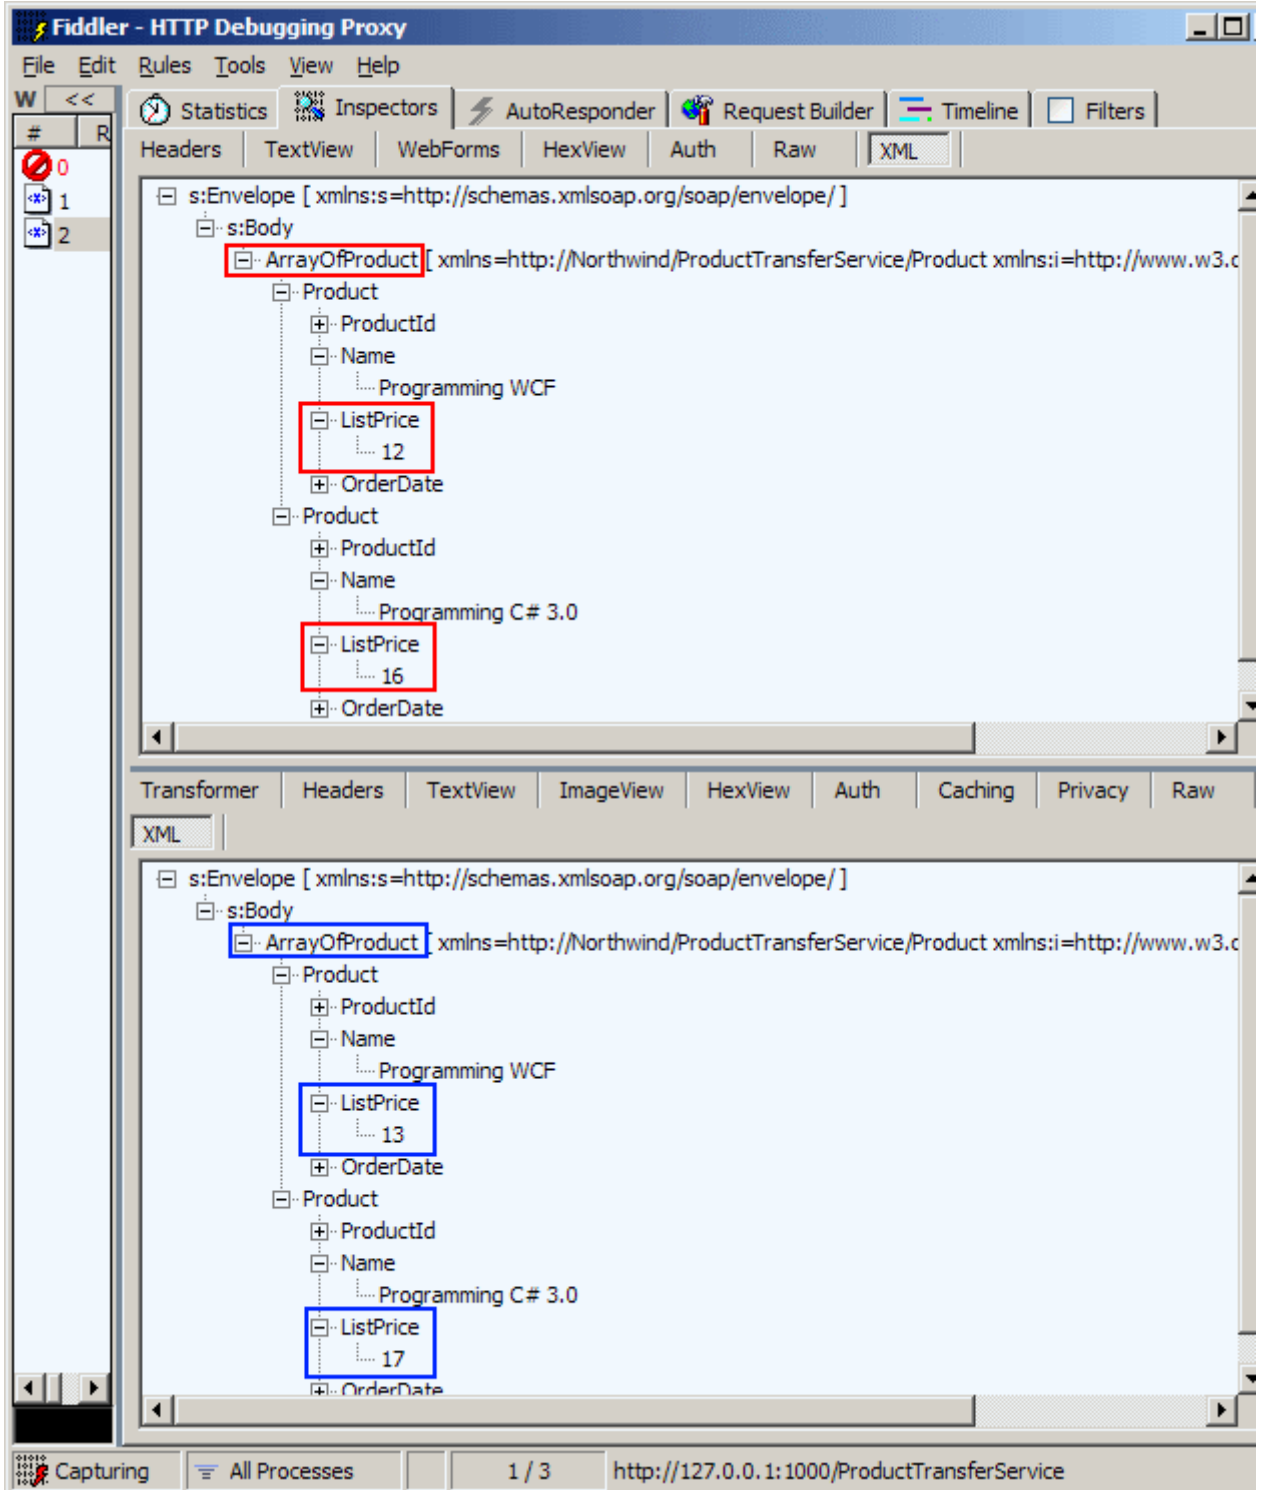 Fiddler - HTTP Debugging Proxy
File Edit Rules Tools View Help
W <<
Statistics Inspectors AutoResponder Request Builder Timeline Filters
# R
Headers TextView WebForms HexView Auth Raw XML
0
1
2
s:Envelope [ xmlns:s=http://schemas.xmlsoap.org/soap/envelope/ ]
s:Body
ArrayOfProduct [ xmlns=http://Northwind/ProductTransferService/Product xmlns:i=http://www.w3.o
Product
ProductId
Name
Programming WCF
ListPrice
12
OrderDate
Product
ProductId
Name
Programming C# 3.0
ListPrice
16
OrderDate
Transformer Headers TextView ImageView HexView Auth Caching Privacy Raw
XML
s:Envelope [ xmlns:s=http://schemas.xmlsoap.org/soap/envelope/ ]
s:Body
ArrayOfProduct [ xmlns=http://Northwind/ProductTransferService/Product xmlns:i=http://www.w3.o
Product
ProductId
Name
Programming WCF
ListPrice
13
OrderDate
Product
ProductId
Name
Programming C# 3.0
ListPrice
17
OrderDate
Capturing All Processes 1 / 3 http://127.0.0.1:1000/ProductTransferService